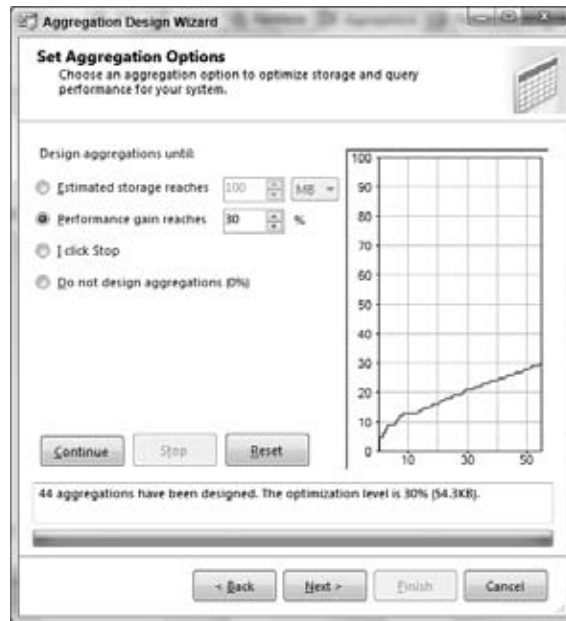 Aggregation Design Wizard
Set Aggregation Options
Choose an aggregation option to optimize storage and query
performance for your system.
Design aggregations until:
Estimated storage reaches 100 MB
Performance gain reaches 30 %
I click Stop
Do not design aggregations (0%)
100
90
80
70
60
50
40
30
20
10
0
10 30 50
Continue Stop Reset
44 aggregations have been designed. The optimization level is 30% (54.3KB).
< Back Next > Finish Cancel